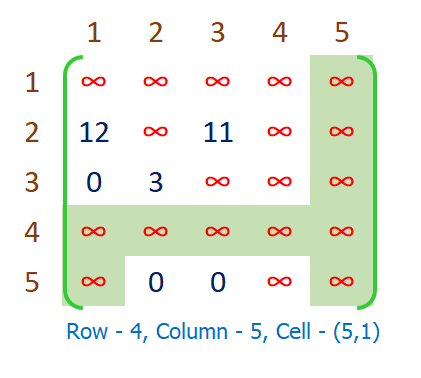 1 2 3 4 5
1 ∞ ∞ ∞ ∞ ∞
2 12 ∞ 11 ∞ ∞
3 0 3 ∞ ∞ ∞
4 ∞ ∞ ∞ ∞ ∞
5 ∞ 0 0 ∞ ∞
Row - 4, Column - 5, Cell - (5,1)